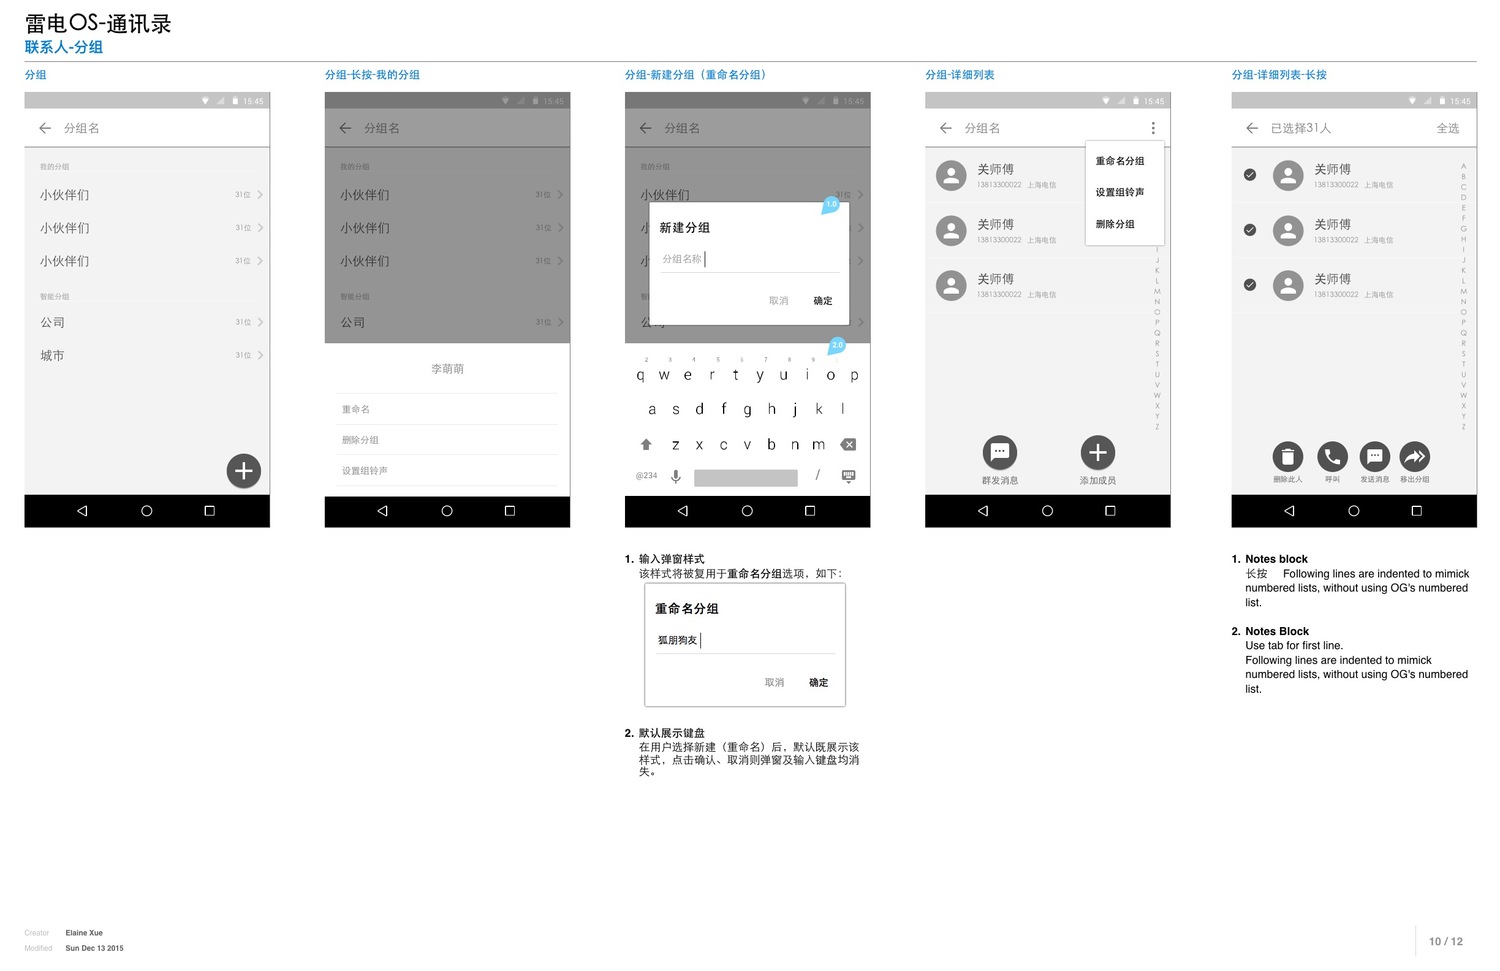 雷电OS-通讯录
联系人-分组
分组
15:45
分组名
我的分组
小伙伴们 31位
小伙伴们 31位
小伙伴们 31位
智能分组
公司 31位
城市 31位
分组-长按-我的分组
15:45
分组名
我的分组
小伙伴们 31位
小伙伴们 31位
小伙伴们 31位
智能分组
公司 31位
李萌萌
重命名
删除分组
设置组铃声
分组-新建分组（重命名分组）
15:45
分组名
我的分组
小伙伴们 31位
1.0
新建分组
分组名称
取消 确定
小
小
智能分组
公
2.0
2 3 4 5 6 7 8 9
q w e r t y u i o p
a s d f g h j k l
z x c v b n m
@234 /
1. 输入弹窗样式
该样式将被复用于重命名分组选项，如下：
重命名分组
狐朋狗友
取消 确定
2. 默认展示键盘
在用户选择新建（重命名）后，默认既展示该
样式，点击确认、取消则弹窗及输入键盘均消
失。
分组-详细列表
15:45
分组名
重命名分组
设置组铃声
删除分组
关师傅
13813300022 上海电信
关师傅
13813300022 上海电信
关师傅
13813300022 上海电信
I
J
K
L
M
N
O
P
Q
R
S
T
U
V
W
X
Y
Z
群发消息 添加成员
分组-详细列表-长按
15:45
已选择31人 全选
关师傅
13813300022 上海电信
关师傅
13813300022 上海电信
关师傅
13813300022 上海电信
A
B
C
D
E
F
G
H
I
J
K
L
M
N
O
P
Q
R
S
T
U
V
W
X
Y
Z
删除此人 呼叫 发送消息 移出分组
1. Notes block
长按 Following lines are indented to mimick
numbered lists, without using OG's numbered
list.
2. Notes Block
Use tab for first line.
Following lines are indented to mimick
numbered lists, without using OG's numbered
list.
Creator Elaine Xue
Modified Sun Dec 13 2015
10 / 12